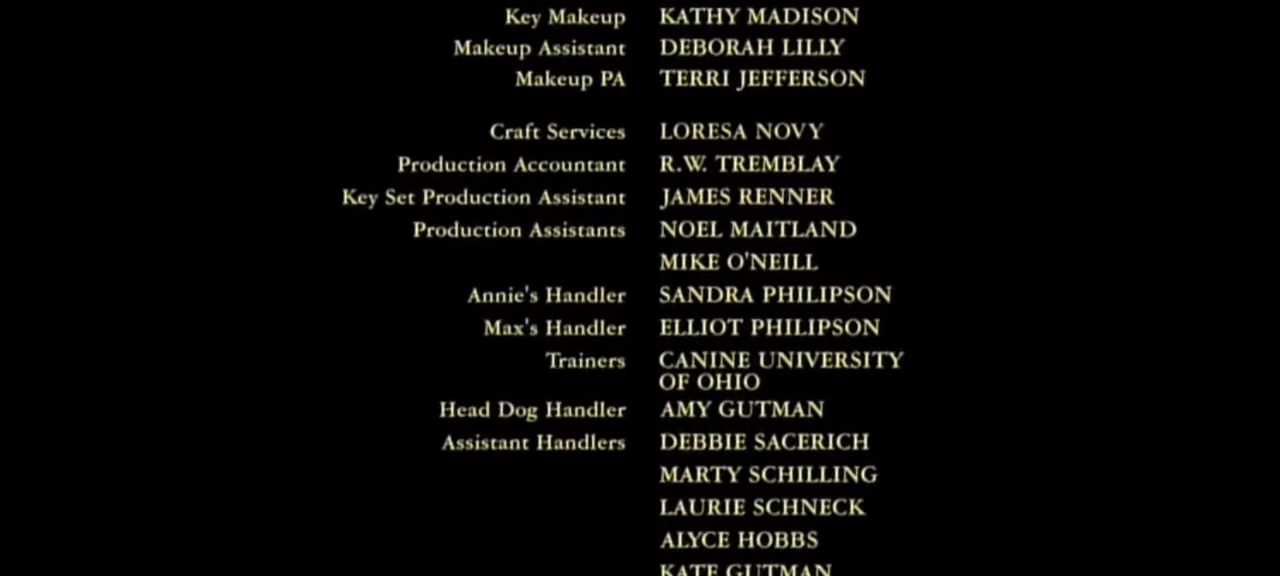 Key Makeup KATHY MADISON
Makeup Assistant DEBORAH LILLY
Makeup PA TERRI JEFFERSON
Craft Services LORESA NOVY
Production Accountant R.W. TREMBLAY
Key Set Production Assistant JAMES RENNER
Production Assistants NOEL MAITLAND
MIKE O'NEILL
Annie's Handler SANDRA PHILIPSON
Max's Handler ELLIOT PHILIPSON
Trainers CANINE UNIVERSITY
OF OHIO
Head Dog Handler AMY GUTMAN
Assistant Handlers DEBBIE SACERICH
MARTY SCHILLING
LAURIE SCHNECK
ALYCE HOBBS
KATE GUTMAN